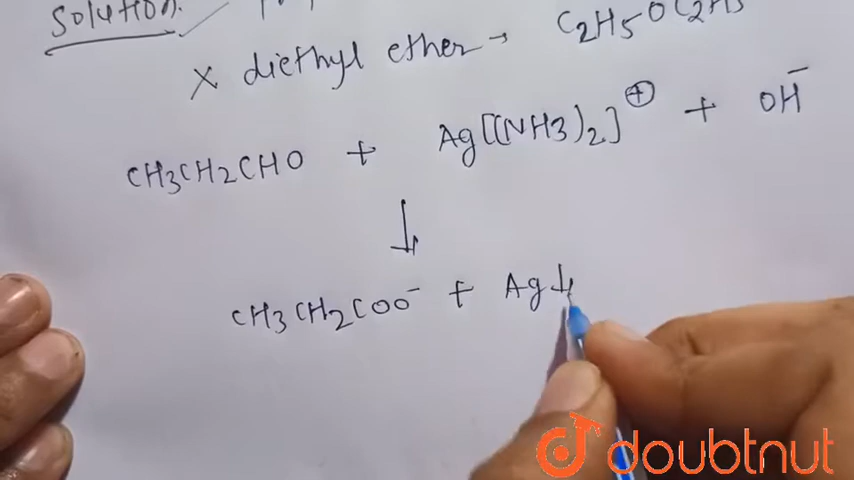 Solution.
X diethyl ether → C2H5OC2H5
CH3CH2CHO + Ag[(NH3)2]⊕ + OH⁻
↓
CH3CH2COO⁻ + Ag↓
doubtnut